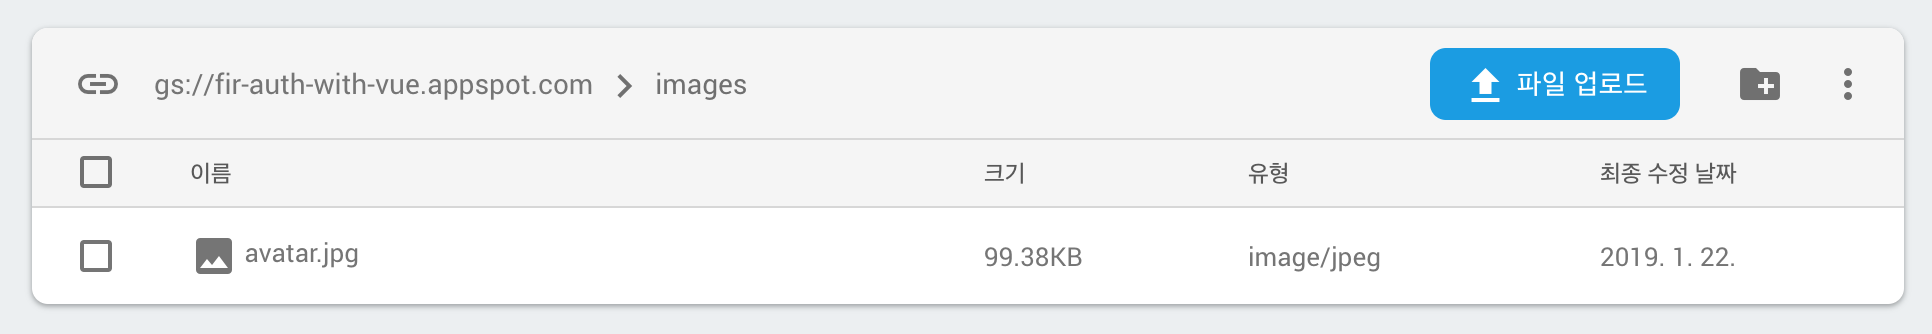 gs://fir-auth-with-vue.appspot.com > images 파일 업로드
이름 크기 유형 최종 수정 날짜
avatar.jpg 99.38KB image/jpeg 2019. 1. 22.